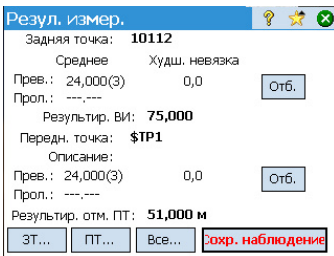 Резул. измер.
Задняя точка: 10112
Среднее Худш. невязка
Прев.: 24,000(3) 0,0 Отб.
Прол.: ---,---
Результир. ВИ: 75,000
Передн. точка: $TP1
Описание:
Прев.: 24,000(3) 0,0 Отб.
Прол.: ---,---
Результир. отм. ПТ: 51,000 м
ЗТ... ПТ... Все... Сохр. наблюдение